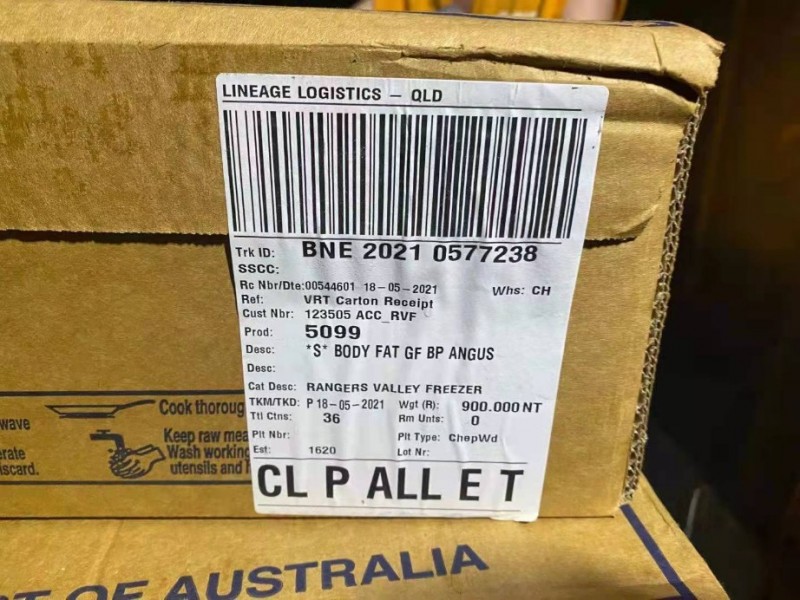 LINEAGE LOGISTICS – QLD
Trk ID: BNE 2021 0577238
SSCC:
Rc Nbr/Dte:00544601 18-05-2021 Whs: CH
Ref: VRT Carton Receipt
Cust Nbr: 123505 ACC_RVF
Prod: 5099
Desc: *S* BODY FAT GF BP ANGUS
Desc:
Cat Desc: RANGERS VALLEY FREEZER
TKM/TKD: P 18-05-2021 Wgt (R): 900.000 NT
Ttl Ctns: 36 Rm Unts: 0
Plt Nbr: Plt Type: ChepWd
Est: 1620 Lot Nr:
CL P ALL E T
Cook thoroug
Keep raw mea
Wash working
utensils and
wave
erate
iscard.
OF AUSTRALIA